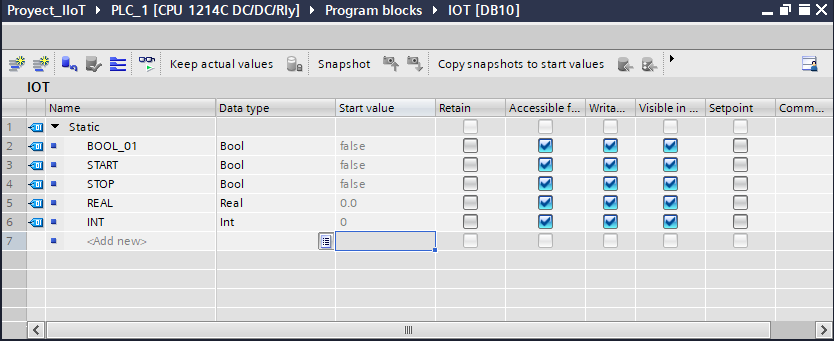 Proyect_IIoT ▸ PLC_1 [CPU 1214C DC/DC/Rly] ▸ Program blocks ▸ IOT [DB10]
Keep actual values Snapshot Copy snapshots to start values
IOT
Name Data type Start value Retain Accessible f... Writa... Visible in ... Setpoint Comm...
1 Static
2 BOOL_01 Bool false
3 START Bool false
4 STOP Bool false
5 REAL Real 0.0
6 INT Int 0
7 <Add new>